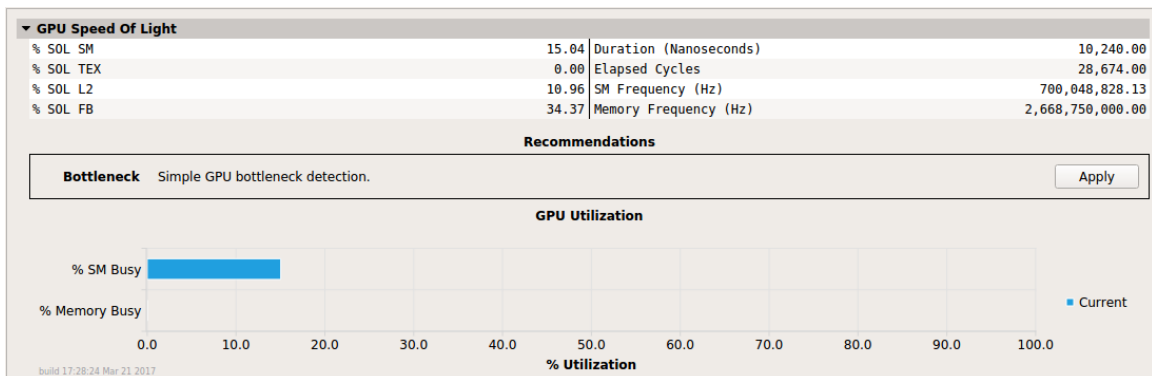 GPU Speed Of Light
% SOL SM 15.04 Duration (Nanoseconds) 10,240.00
% SOL TEX 0.00 Elapsed Cycles 28,674.00
% SOL L2 10.96 SM Frequency (Hz) 700,048,828.13
% SOL FB 34.37 Memory Frequency (Hz) 2,668,750,000.00
Recommendations
Bottleneck Simple GPU bottleneck detection. Apply
GPU Utilization
% SM Busy
% Memory Busy
Current
0.0 10.0 20.0 30.0 40.0 50.0 60.0 70.0 80.0 90.0 100.0
% Utilization
build 17:28:24 Mar 21 2017